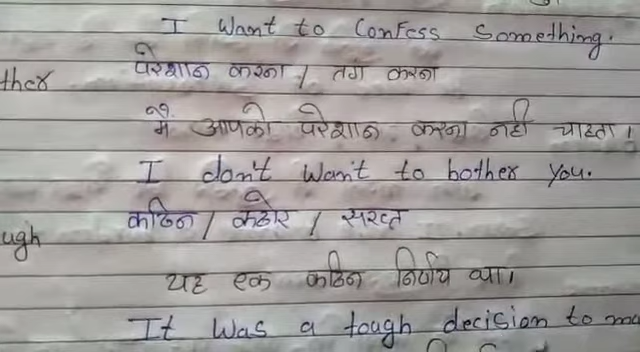 I Want to Confess Something.
ther परेशान करना / तंग करना
मैं आपको परेशान करना नही चाहता।
I don't Want to bother you.
ugh कठिन / कठोर / सख्त
यह एक कठिन निर्णय था।
It Was a tough decision to ma